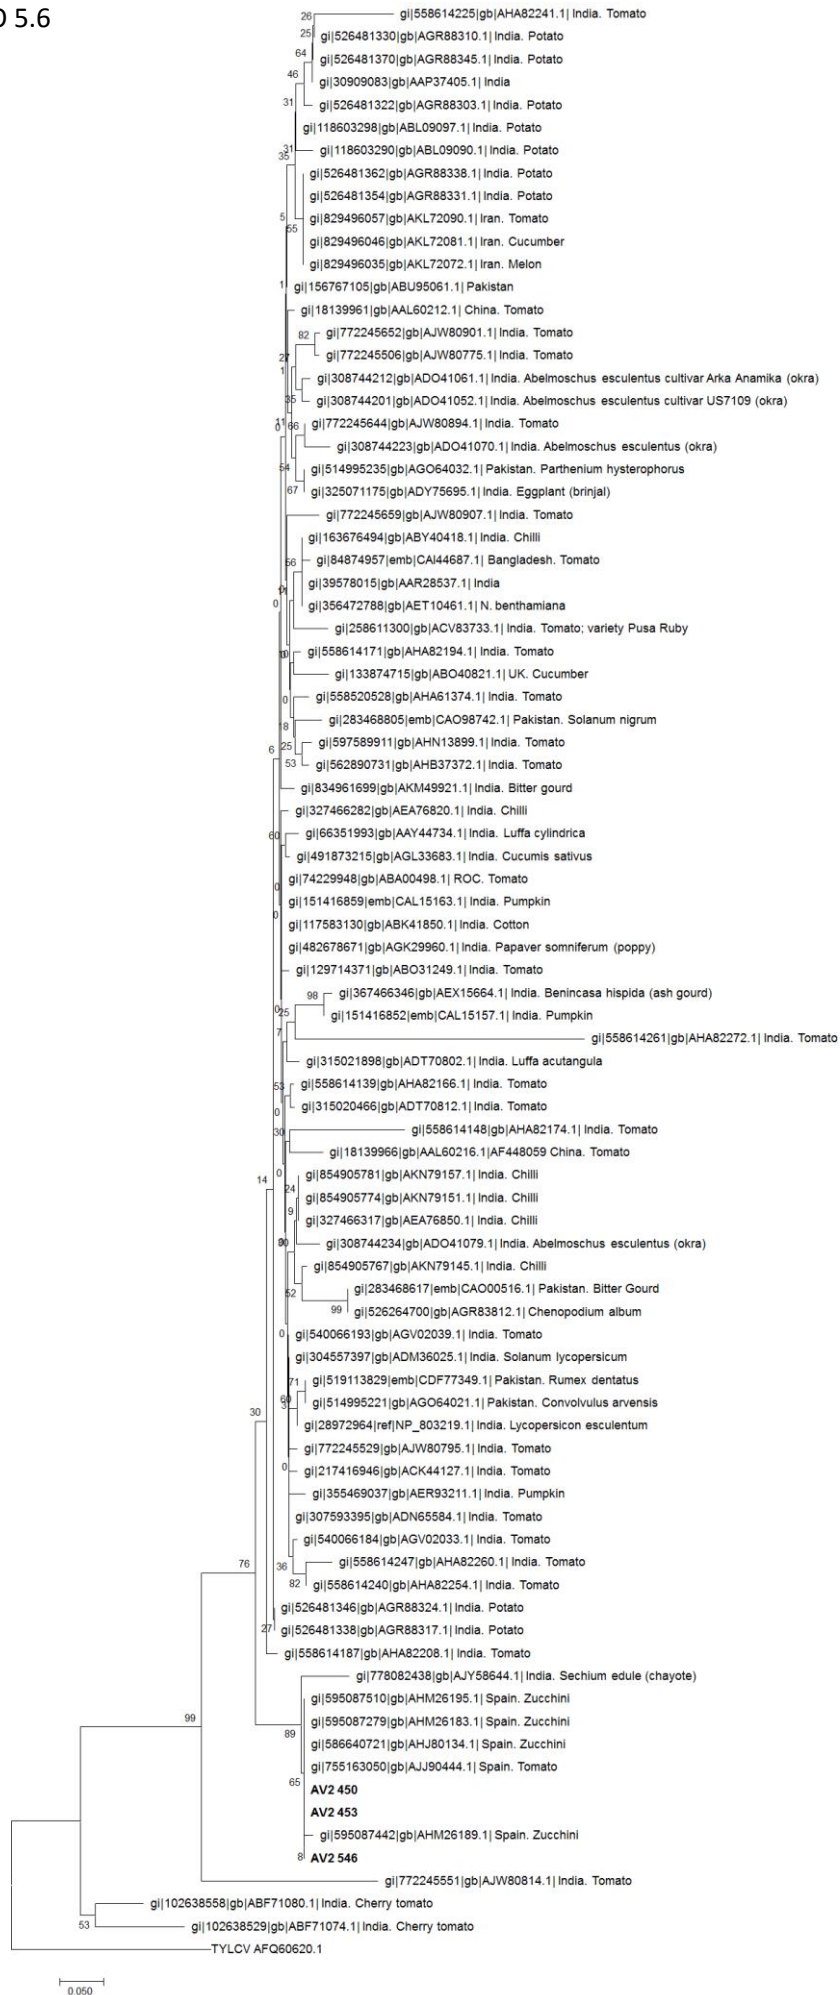 5.6
gi|558614225|gb|AHA82241.1| India. Tomato
gi|526481330|gb|AGR88310.1| India. Potato
gi|526481370|gb|AGR88345.1| India. Potato
gi|30909083|gb|AAP37405.1| India
gi|526481322|gb|AGR88303.1| India. Potato
gi|118603298|gb|ABL09097.1| India. Potato
gi|118603290|gb|ABL09090.1| India. Potato
gi|526481362|gb|AGR88338.1| India. Potato
gi|526481354|gb|AGR88331.1| India. Potato
gi|829496057|gb|AKL72090.1| Iran. Tomato
gi|829496046|gb|AKL72081.1| Iran. Cucumber
gi|829496035|gb|AKL72072.1| Iran. Melon
gi|156767105|gb|ABU95061.1| Pakistan
gi|18139961|gb|AAL60212.1| China. Tomato
gi|772245652|gb|AJW80901.1| India. Tomato
gi|772245506|gb|AJW80775.1| India. Tomato
gi|308744212|gb|ADO41061.1| India. Abelmoschus esculentus cultivar Arka Anamika (okra)
gi|308744201|gb|ADO41052.1| India. Abelmoschus esculentus cultivar US7109 (okra)
gi|772245644|gb|AJW80894.1| India. Tomato
gi|308744223|gb|ADO41070.1| India. Abelmoschus esculentus (okra)
gi|514995235|gb|AGO64032.1| Pakistan. Parthenium hysterophorus
gi|325071175|gb|ADY75695.1| India. Eggplant (brinjal)
gi|772245659|gb|AJW80907.1| India. Tomato
gi|163676494|gb|ABY40418.1| India. Chilli
gi|84874957|emb|CAI44687.1| Bangladesh. Tomato
gi|39578015|gb|AAR28537.1| India
gi|356472788|gb|AET10461.1| N. benthamiana
gi|258611300|gb|ACV83733.1| India. Tomato; variety Pusa Ruby
gi|558614171|gb|AHA82194.1| India. Tomato
gi|133874715|gb|ABO40821.1| UK. Cucumber
gi|558520528|gb|AHA61374.1| India. Tomato
gi|283468805|emb|CAO98742.1| Pakistan. Solanum nigrum
gi|597589911|gb|AHN13899.1| India. Tomato
gi|562890731|gb|AHB37372.1| India. Tomato
gi|834961699|gb|AKM49921.1| India. Bitter gourd
gi|327466282|gb|AEA76820.1| India. Chilli
gi|66351993|gb|AAY44734.1| India. Luffa cylindrica
gi|491873215|gb|AGL33683.1| India. Cucumis sativus
gi|74229948|gb|ABA00498.1| ROC. Tomato
gi|151416859|emb|CAL15163.1| India. Pumpkin
gi|117583130|gb|ABK41850.1| India. Cotton
gi|482678671|gb|AGK29960.1| India. Papaver somniferum (poppy)
gi|129714371|gb|ABO31249.1| India. Tomato
gi|367466346|gb|AEX15664.1| India. Benincasa hispida (ash gourd)
gi|151416852|emb|CAL15157.1| India. Pumpkin
gi|558614261|gb|AHA82272.1| India. Tomato
gi|315021898|gb|ADT70802.1| India. Luffa acutangula
gi|558614139|gb|AHA82166.1| India. Tomato
gi|315020466|gb|ADT70812.1| India. Tomato
gi|558614148|gb|AHA82174.1| India. Tomato
gi|18139966|gb|AAL60216.1|AF448059 China. Tomato
gi|854905781|gb|AKN79157.1| India. Chilli
gi|854905774|gb|AKN79151.1| India. Chilli
gi|327466317|gb|AEA76850.1| India. Chilli
gi|308744234|gb|ADO41079.1| India. Abelmoschus esculentus (okra)
gi|854905767|gb|AKN79145.1| India. Chilli
gi|283468617|emb|CAO00516.1| Pakistan. Bitter Gourd
gi|526264700|gb|AGR83812.1| Chenopodium album
gi|540066193|gb|AGV02039.1| India. Tomato
gi|304557397|gb|ADM36025.1| India. Solanum lycopersicum
gi|519113829|emb|CDF77349.1| Pakistan. Rumex dentatus
gi|514995221|gb|AGO64021.1| Pakistan. Convolvulus arvensis
gi|28972964|ref|NP_803219.1| India. Lycopersicon esculentum
gi|772245529|gb|AJW80795.1| India. Tomato
gi|217416946|gb|ACK44127.1| India. Tomato
gi|355469037|gb|AER93211.1| India. Pumpkin
gi|307593395|gb|ADN65584.1| India. Tomato
gi|540066184|gb|AGV02033.1| India. Tomato
gi|558614247|gb|AHA82260.1| India. Tomato
gi|558614240|gb|AHA82254.1| India. Tomato
gi|526481346|gb|AGR88324.1| India. Potato
gi|526481338|gb|AGR88317.1| India. Potato
gi|558614187|gb|AHA82208.1| India. Tomato
gi|778082438|gb|AJY58644.1| India. Sechium edule (chayote)
gi|595087510|gb|AHM26195.1| Spain. Zucchini
gi|595087279|gb|AHM26183.1| Spain. Zucchini
gi|586640721|gb|AHJ80134.1| Spain. Zucchini
gi|755163050|gb|AJJ90444.1| Spain. Tomato
AV2 450
AV2 453
gi|595087442|gb|AHM26189.1| Spain. Zucchini
AV2 546
gi|772245551|gb|AJW80814.1| India. Tomato
gi|102638558|gb|ABF71080.1| India. Cherry tomato
gi|102638529|gb|ABF71074.1| India. Cherry tomato
TYLCV AFQ60620.1
26
25
64
46
31
31
35
5
55
1
82
27
1
35
11
0
66
54
67
56
0
0
18
25
53
6
60
0
0
98
0
25
7
53
0
30
0
14
24
9
52
99
0
71
60
3
0
36
82
30
27
76
89
65
8
99
53
0.050